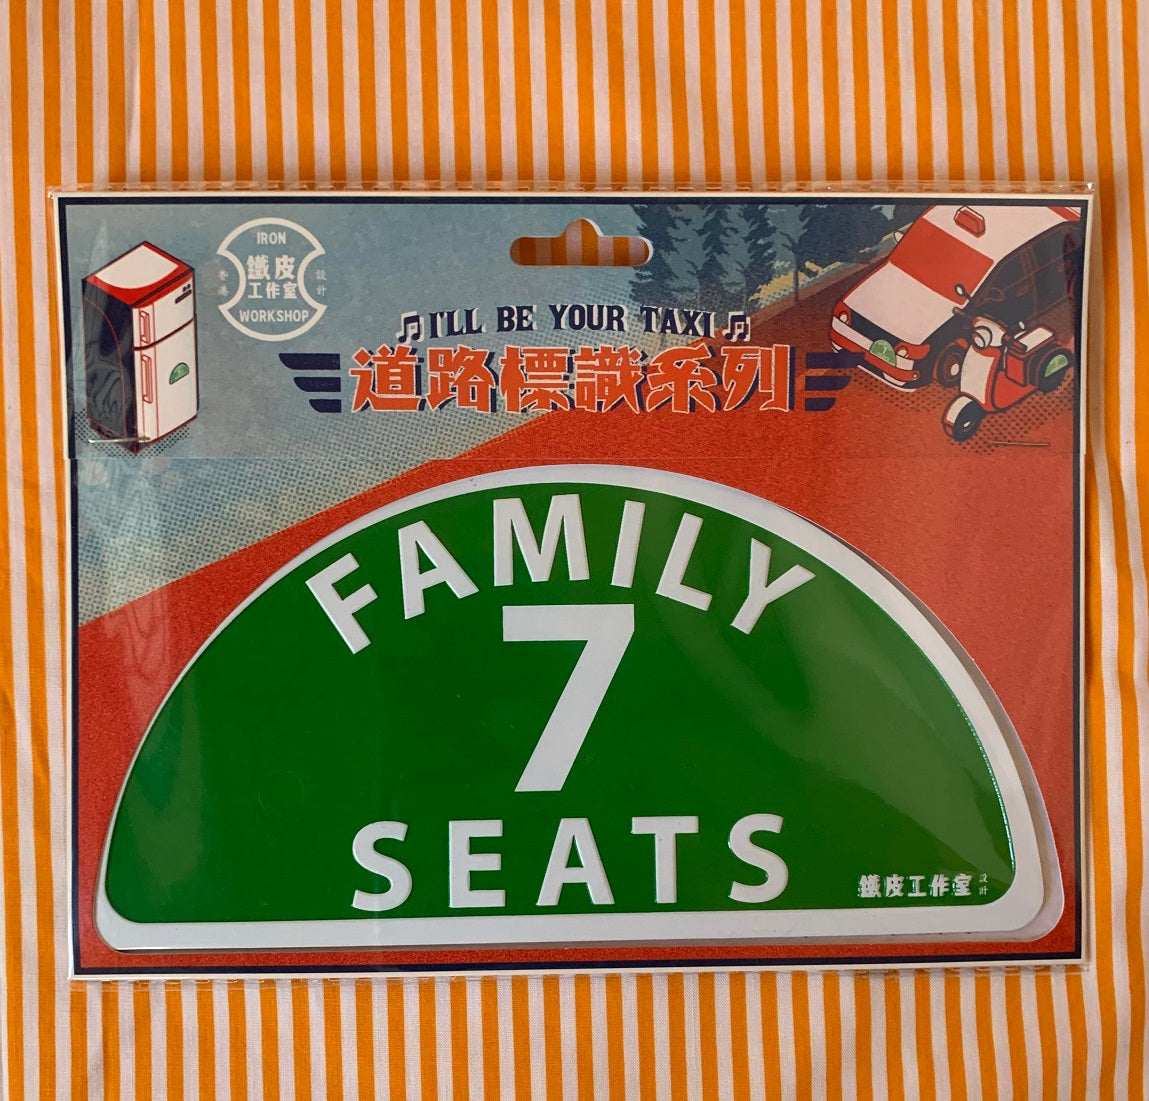 IRON
鐵皮
工作室
香港
設計
WORKSHOP
♫ I'LL BE YOUR TAXI ♫
道路標識系列
FAMILY
7
SEATS
鐵皮工作室 設計